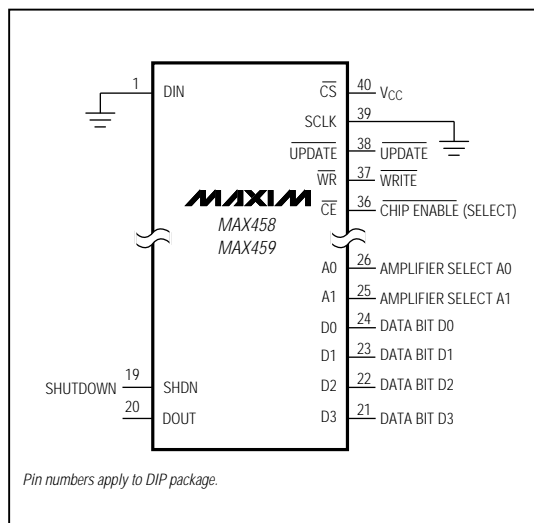 1 DIN CS 40 VCC
SCLK 39
UPDATE 38 UPDATE
WR 37 WRITE
MAXIM CE 36 CHIP ENABLE (SELECT)
MAX458
MAX459
A0 26 AMPLIFIER SELECT A0
A1 25 AMPLIFIER SELECT A1
D0 24 DATA BIT D0
D1 23 DATA BIT D1
SHUTDOWN 19 SHDN D2 22 DATA BIT D2
20 DOUT D3 21 DATA BIT D3
Pin numbers apply to DIP package.